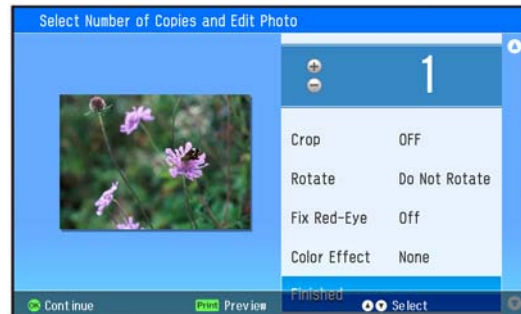 Select Number of Copies and Edit Photo
1
Crop OFF
Rotate Do Not Rotate
Fix Red-Eye Off
Color Effect None
Finished
OK Continue Print Preview Select